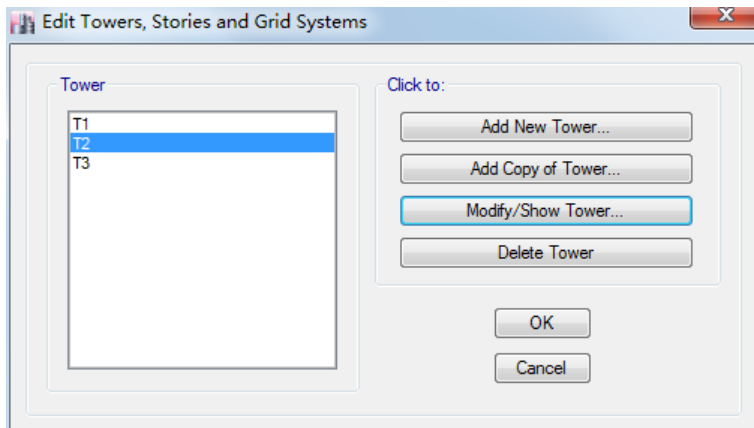 Edit Towers, Stories and Grid Systems
Tower
T1
T2
T3
Click to:
Add New Tower...
Add Copy of Tower...
Modify/Show Tower...
Delete Tower
OK
Cancel